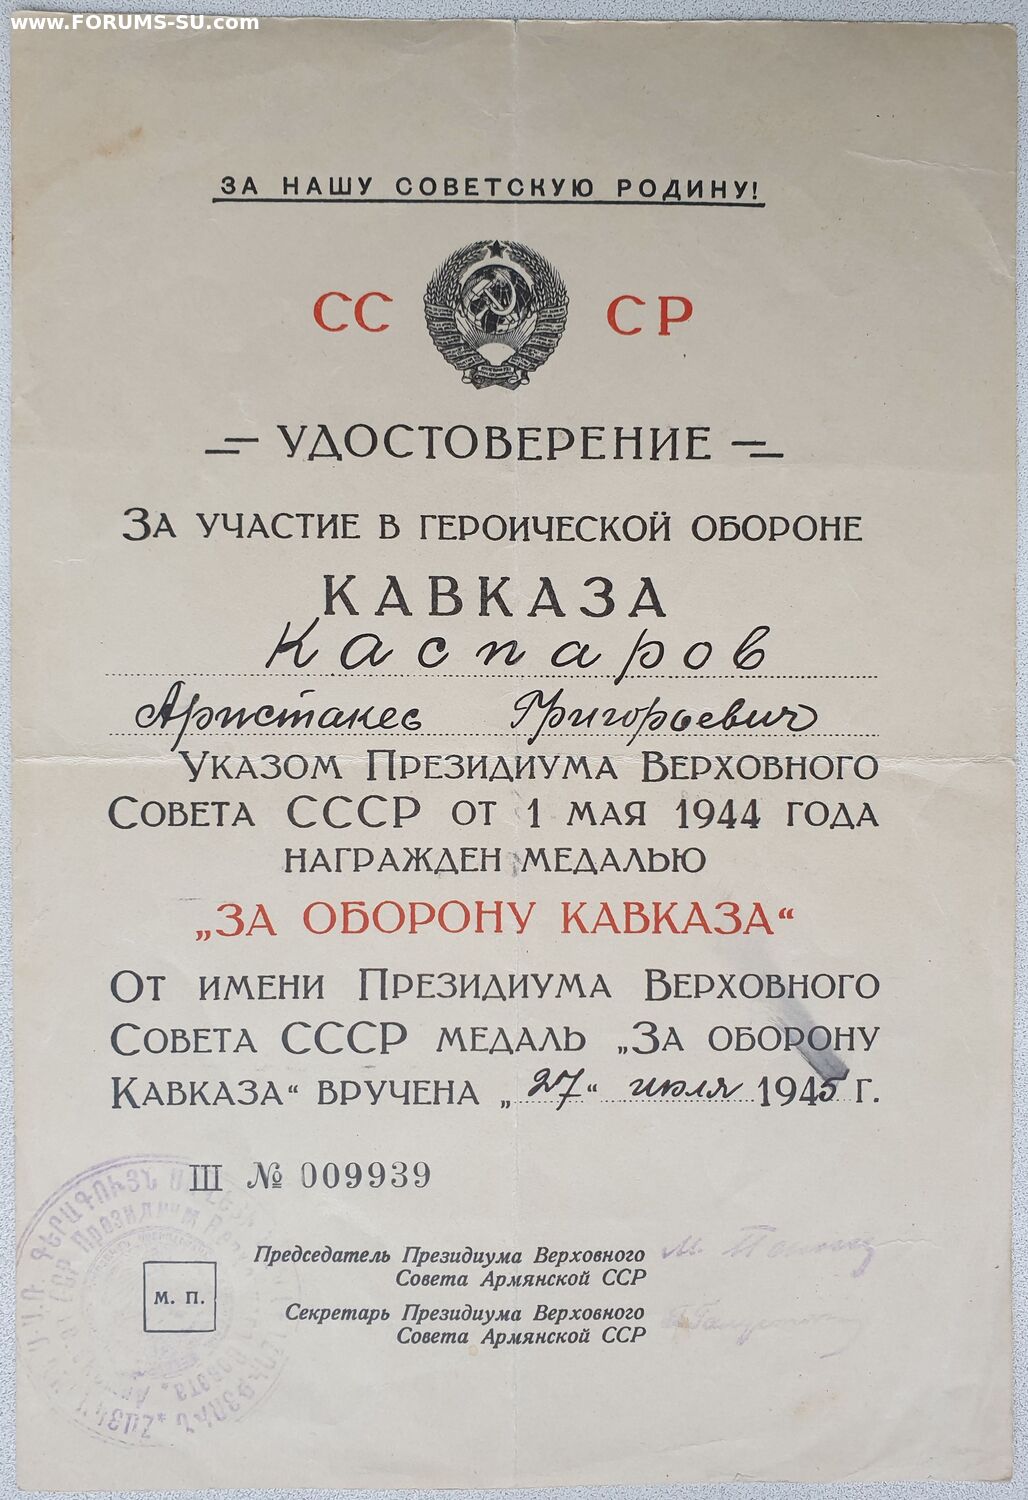 www.FORUMS-SU.com
ЗА НАШУ СОВЕТСКУЮ РОДИНУ!
СС СР
УДОСТОВЕРЕНИЕ
ЗА УЧАСТИЕ В ГЕРОИЧЕСКОЙ ОБОРОНЕ
КАВКАЗА
Каспаров
Аристакес Григорьевич
УКАЗОМ ПРЕЗИДИУМА ВЕРХОВНОГО
СОВЕТА СССР ОТ 1 МАЯ 1944 ГОДА
НАГРАЖДЕН МЕДАЛЬЮ
„ЗА ОБОРОНУ КАВКАЗА“
ОТ ИМЕНИ ПРЕЗИДИУМА ВЕРХОВНОГО
СОВЕТА СССР МЕДАЛЬ „ЗА ОБОРОНУ
КАВКАЗА“ ВРУЧЕНА „27“ июля 1945 Г.
III № 009939
Председатель Президиума Верховного
Совета Армянской ССР
Секретарь Президиума Верховного
Совета Армянской ССР
М. П.